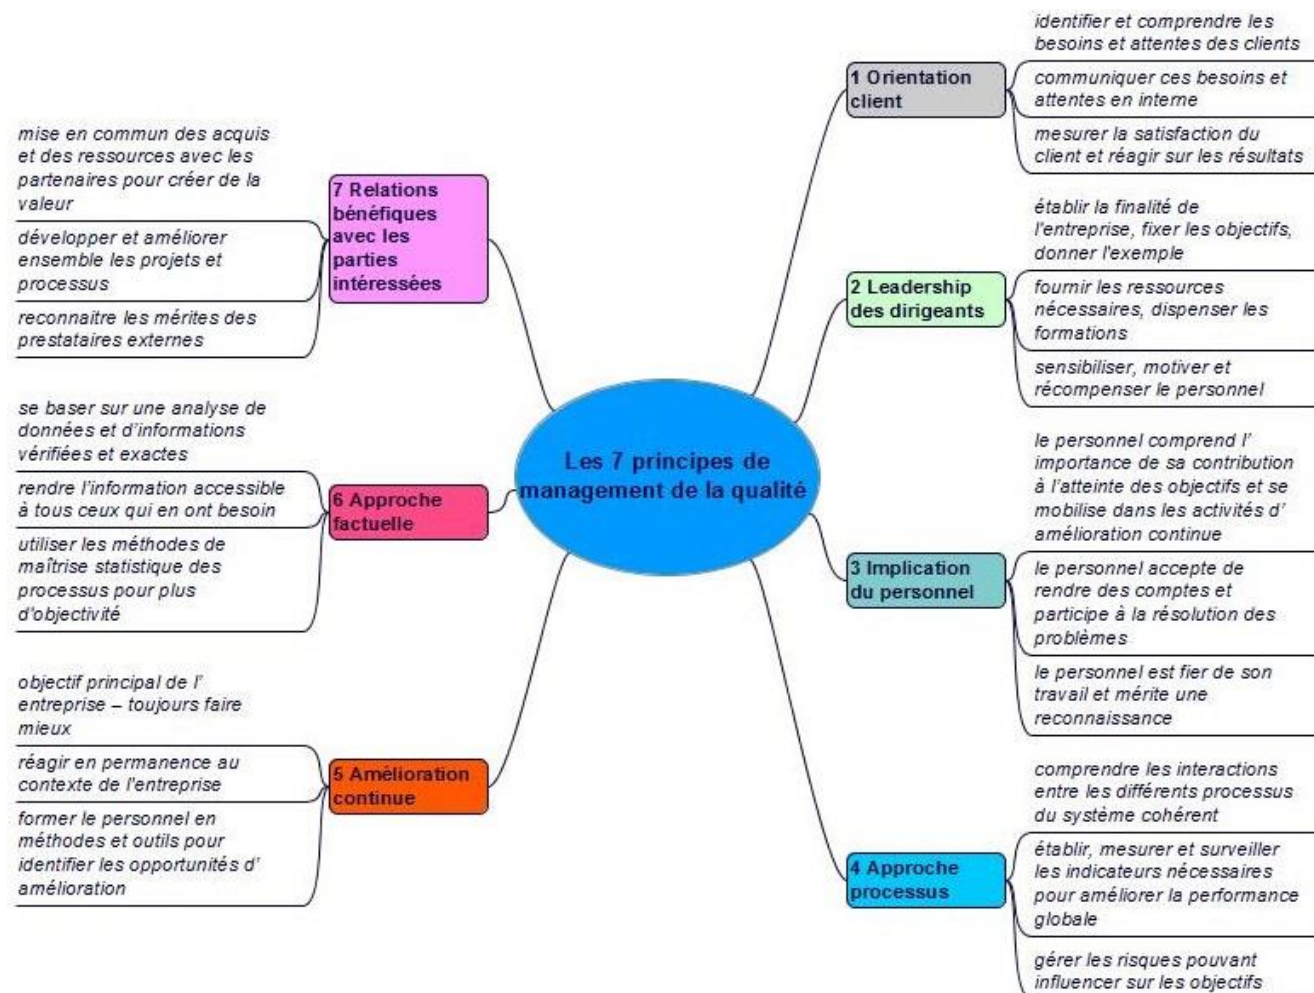 Les 7 principes de
management de la qualité
1 Orientation
client
identifier et comprendre les
besoins et attentes des clients
communiquer ces besoins et
attentes en interne
mesurer la satisfaction du
client et réagir sur les résultats
2 Leadership
des dirigeants
établir la finalité de
l'entreprise, fixer les objectifs,
donner l'exemple
fournir les ressources
nécessaires, dispenser les
formations
sensibiliser, motiver et
récompenser le personnel
3 Implication
du personnel
le personnel comprend l’
importance de sa contribution
à l’atteinte des objectifs et se
mobilise dans les activités d’
amélioration continue
le personnel accepte de
rendre des comptes et
participe à la résolution des
problèmes
le personnel est fier de son
travail et mérite une
reconnaissance
4 Approche
processus
comprendre les interactions
entre les différents processus
du système cohérent
établir, mesurer et surveiller
les indicateurs nécessaires
pour améliorer la performance
globale
gérer les risques pouvant
influencer sur les objectifs
5 Amélioration
continue
objectif principal de l’
entreprise – toujours faire
mieux
réagir en permanence au
contexte de l'entreprise
former le personnel en
méthodes et outils pour
identifier les opportunités d’
amélioration
6 Approche
factuelle
se baser sur une analyse de
données et d’informations
vérifiées et exactes
rendre l’information accessible
à tous ceux qui en ont besoin
utiliser les méthodes de
maîtrise statistique des
processus pour plus
d'objectivité
7 Relations
bénéfiques
avec les
parties
intéressées
mise en commun des acquis
et des ressources avec les
partenaires pour créer de la
valeur
développer et améliorer
ensemble les projets et
processus
reconnaitre les mérites des
prestataires externes